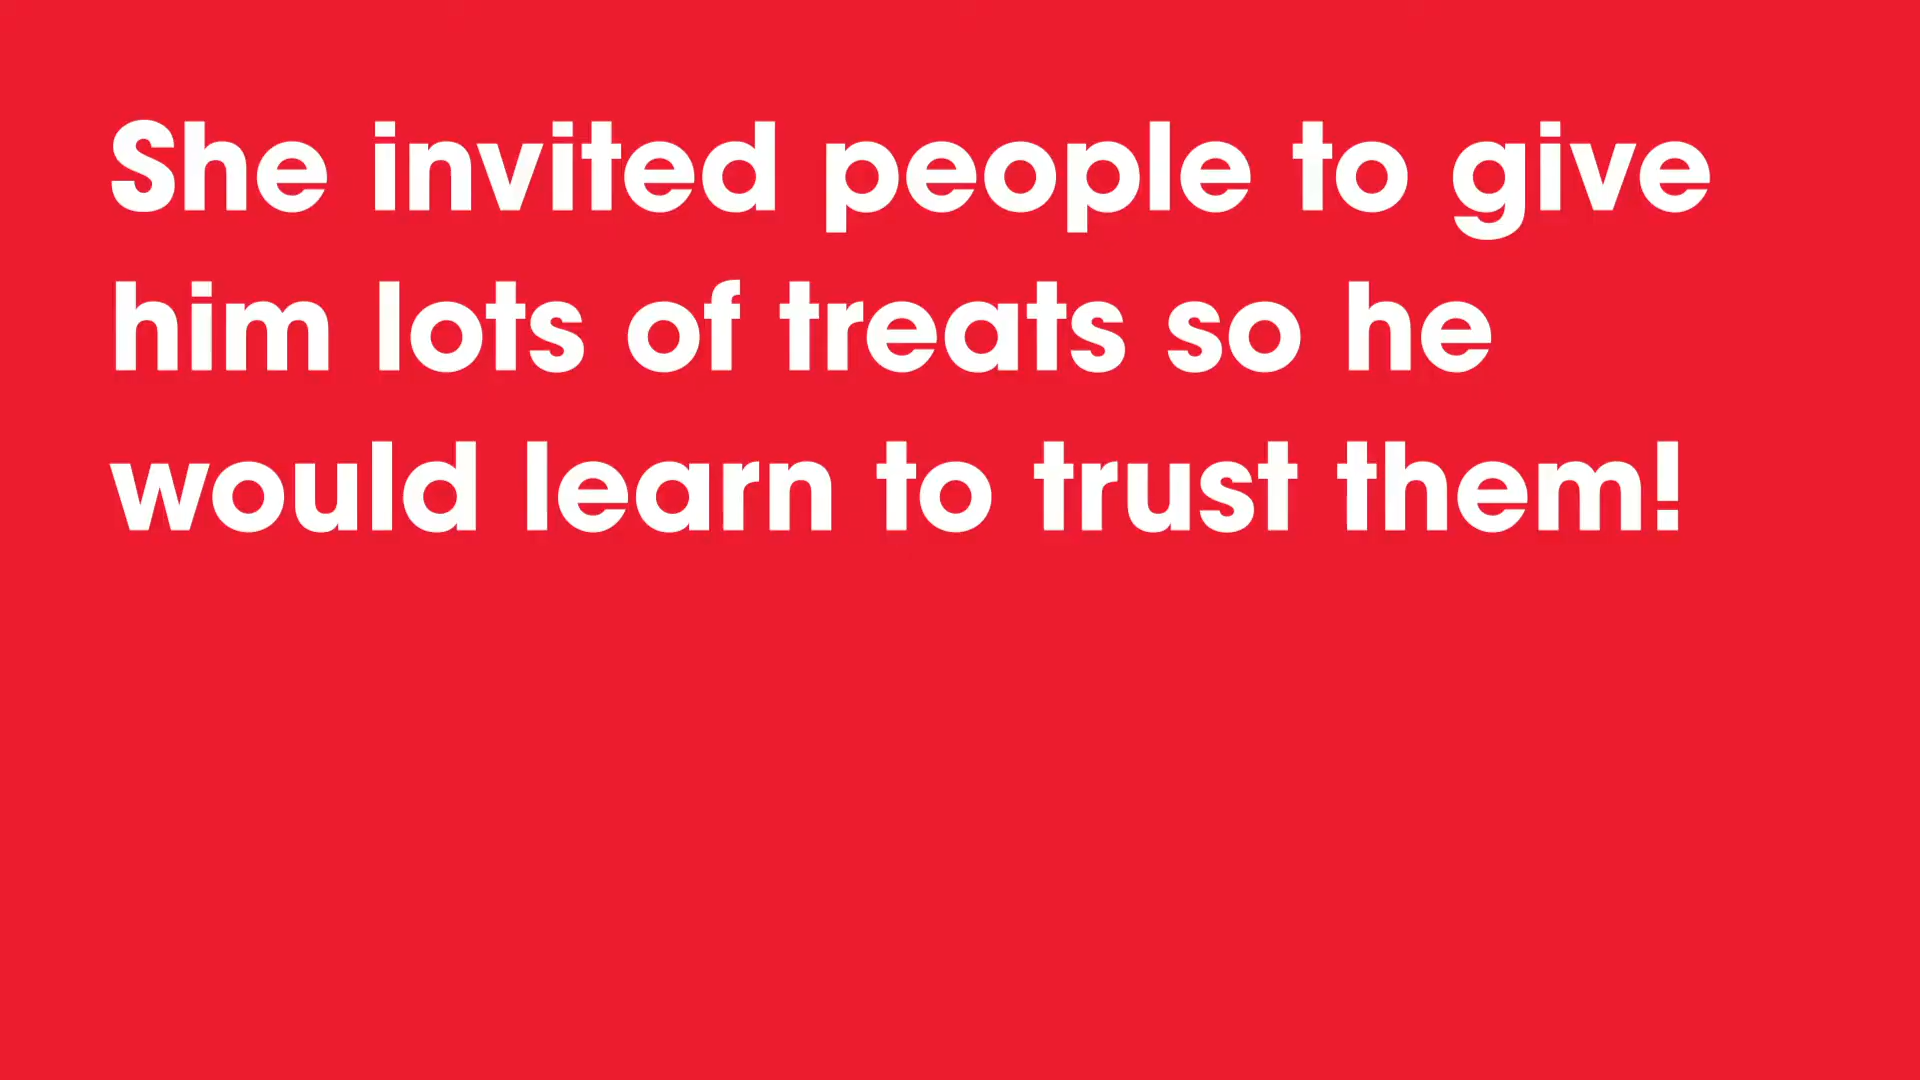 She invited people to give
him lots of treats so he
would learn to trust them!